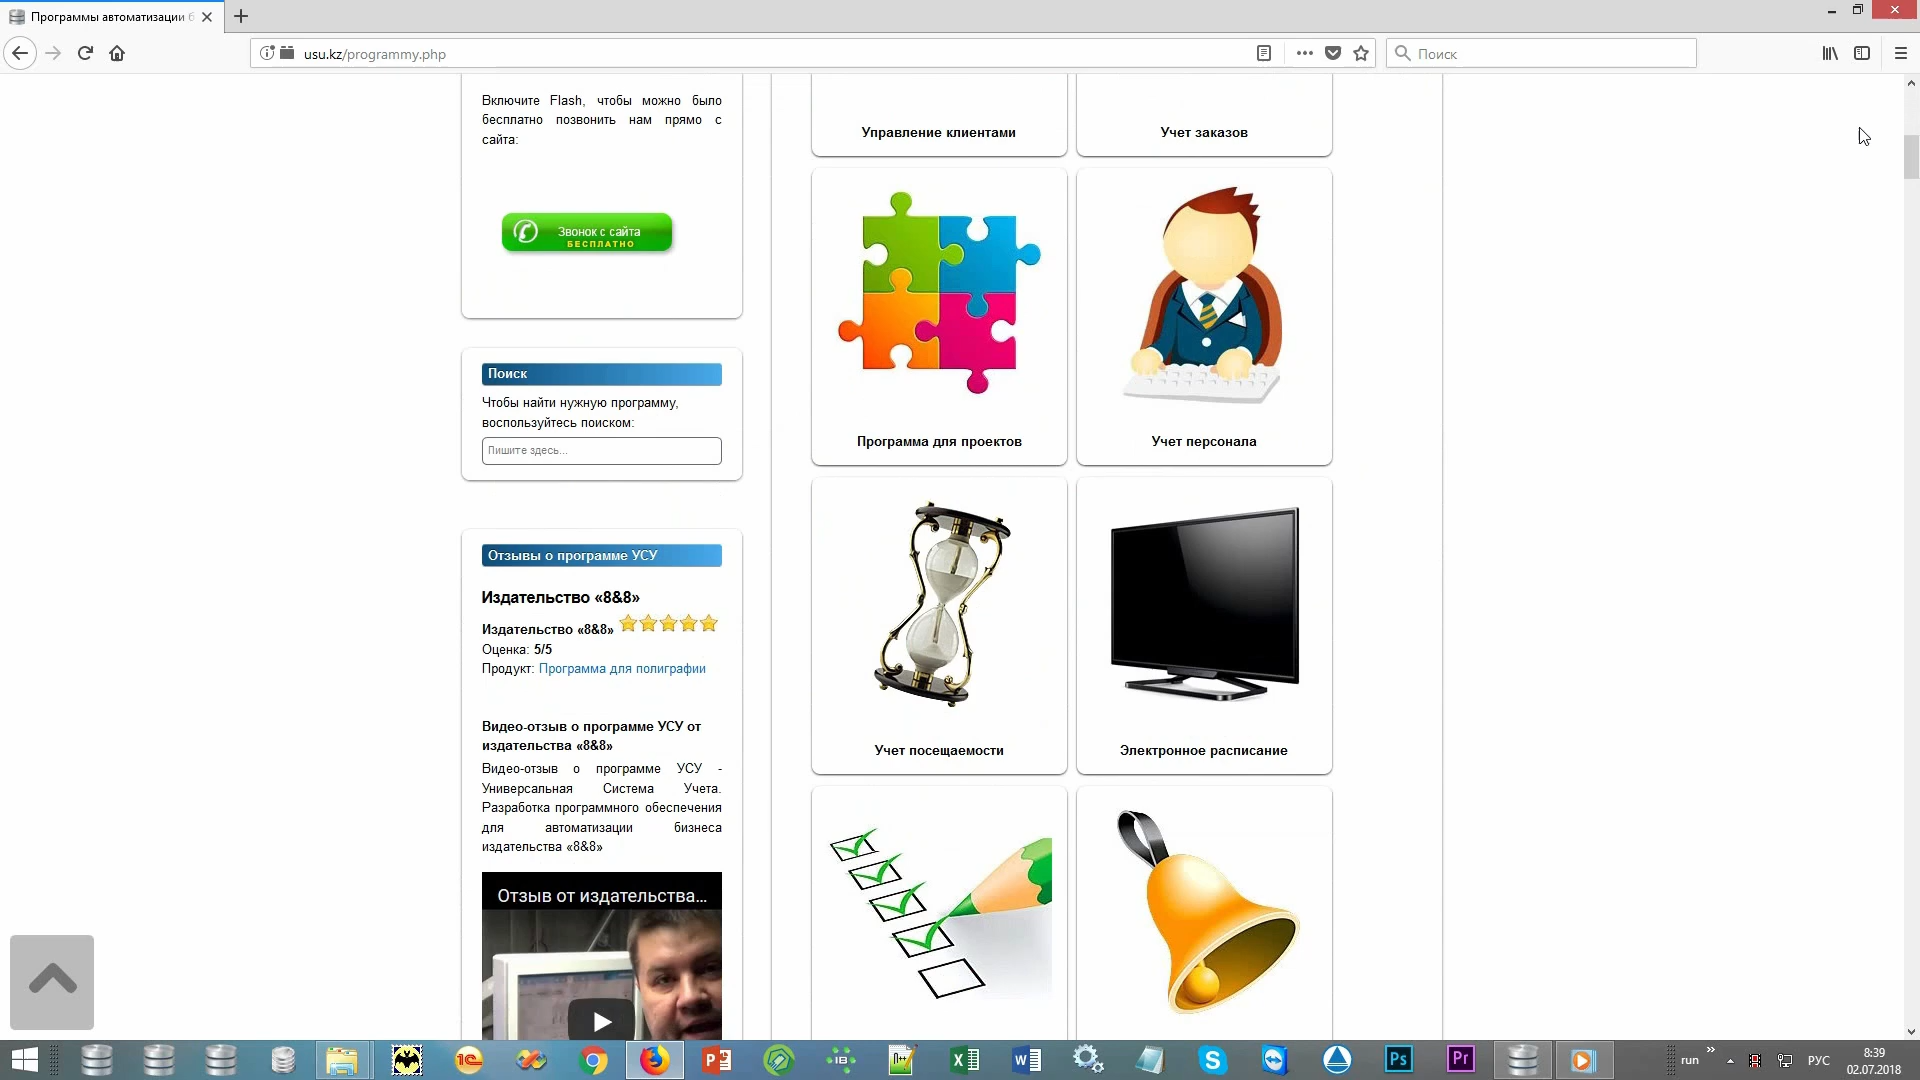 Программы автоматизации б
usu.kz/programmy.php
Поиск
Включите Flash, чтобы можно было
бесплатно позвонить нам прямо с
сайта:
Звонок с сайта
БЕСПЛАТНО
Поиск
Чтобы найти нужную программу,
воспользуйтесь поиском:
Пишите здесь...
Отзывы о программе УСУ
Издательство «8&8»
Издательство «8&8»
Оценка: 5/5
Продукт: Программа для полиграфии
Видео-отзыв о программе УСУ от
издательства «8&8»
Видео-отзыв о программе УСУ -
Универсальная Система Учета.
Разработка программного обеспечения
для автоматизации бизнеса
издательства «8&8»
Отзыв от издательства...
Управление клиентами
Учет заказов
Программа для проектов
Учет персонала
Учет посещаемости
Электронное расписание
run
РУС
8:39
02.07.2018